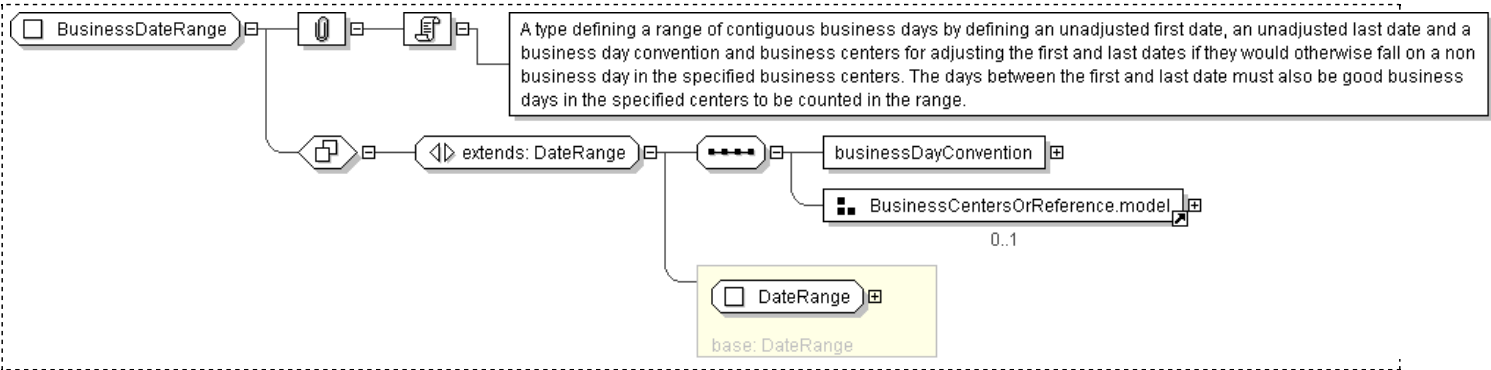 BusinessDateRange
A type defining a range of contiguous business days by defining an unadjusted first date, an unadjusted last date and a
business day convention and business centers for adjusting the first and last dates if they would otherwise fall on a non
business day in the specified business centers. The days between the first and last date must also be good business
days in the specified centers to be counted in the range.
extends: DateRange
businessDayConvention
BusinessCentersOrReference.model
0..1
DateRange
base: DateRange